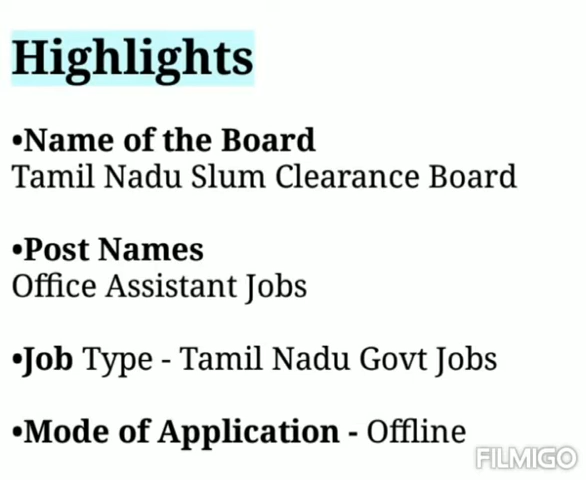 Highlights
•Name of the Board
Tamil Nadu Slum Clearance Board
•Post Names
Office Assistant Jobs
•Job Type - Tamil Nadu Govt Jobs
•Mode of Application - Offline
FILMIGO